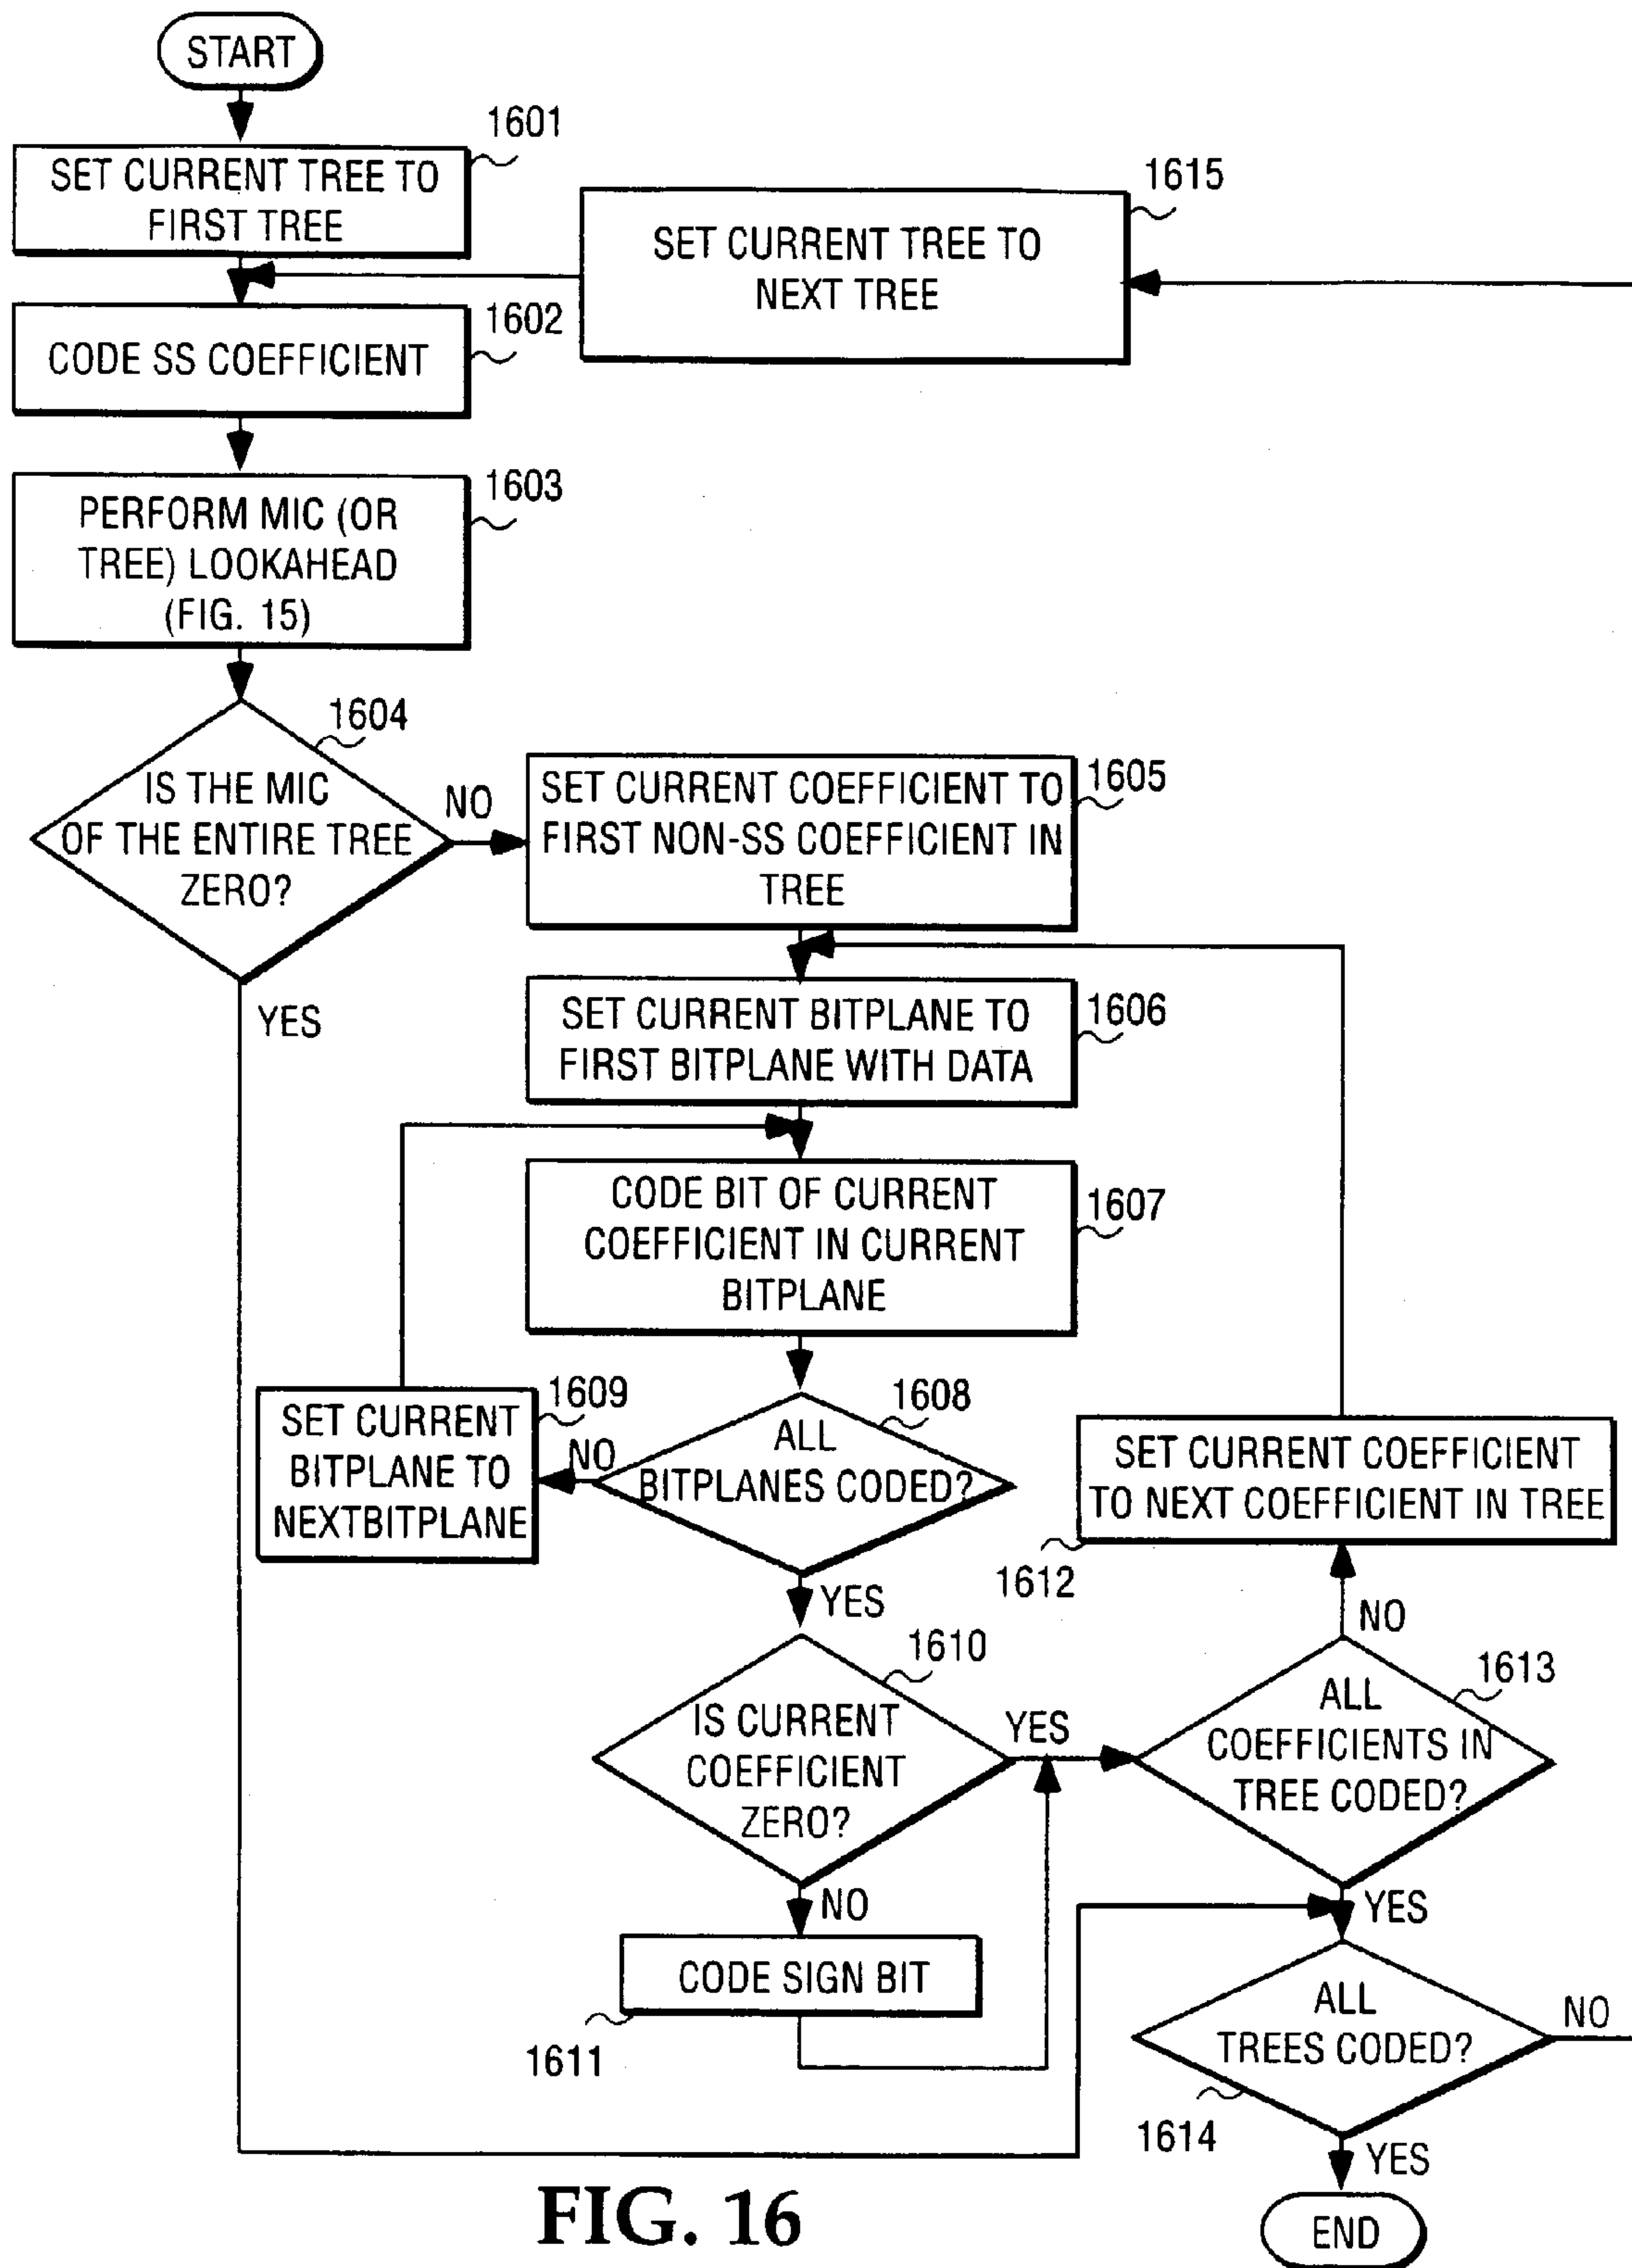 START
1601
SET CURRENT TREE TO
FIRST TREE
1615
SET CURRENT TREE TO
NEXT TREE
1602
CODE SS COEFFICIENT
1603
PERFORM MIC (OR
TREE) LOOKAHEAD
(FIG. 15)
1604
IS THE MIC
OF THE ENTIRE TREE
ZERO?
NO
YES
1605
SET CURRENT COEFFICIENT TO
FIRST NON-SS COEFFICIENT IN
TREE
1606
SET CURRENT BITPLANE TO
FIRST BITPLANE WITH DATA
1607
CODE BIT OF CURRENT
COEFFICIENT IN CURRENT
BITPLANE
1608
ALL
BITPLANES CODED?
NO
YES
1609
SET CURRENT
BITPLANE TO
NEXTBITPLANE
1610
IS CURRENT
COEFFICIENT
ZERO?
YES
NO
CODE SIGN BIT
1611
SET CURRENT COEFFICIENT
TO NEXT COEFFICIENT IN TREE
1612
NO
1613
ALL
COEFFICIENTS IN
TREE CODED?
YES
ALL
TREES CODED?
NO
1614
YES
END
FIG. 16